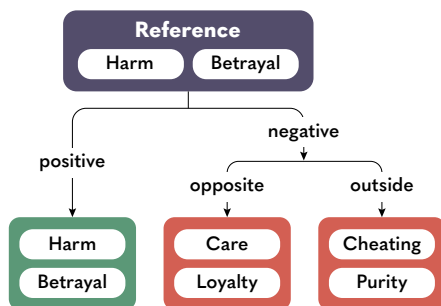 Reference
Harm Betrayal
negative
positive
opposite outside
Harm Care Cheating
Betrayal Loyalty Purity